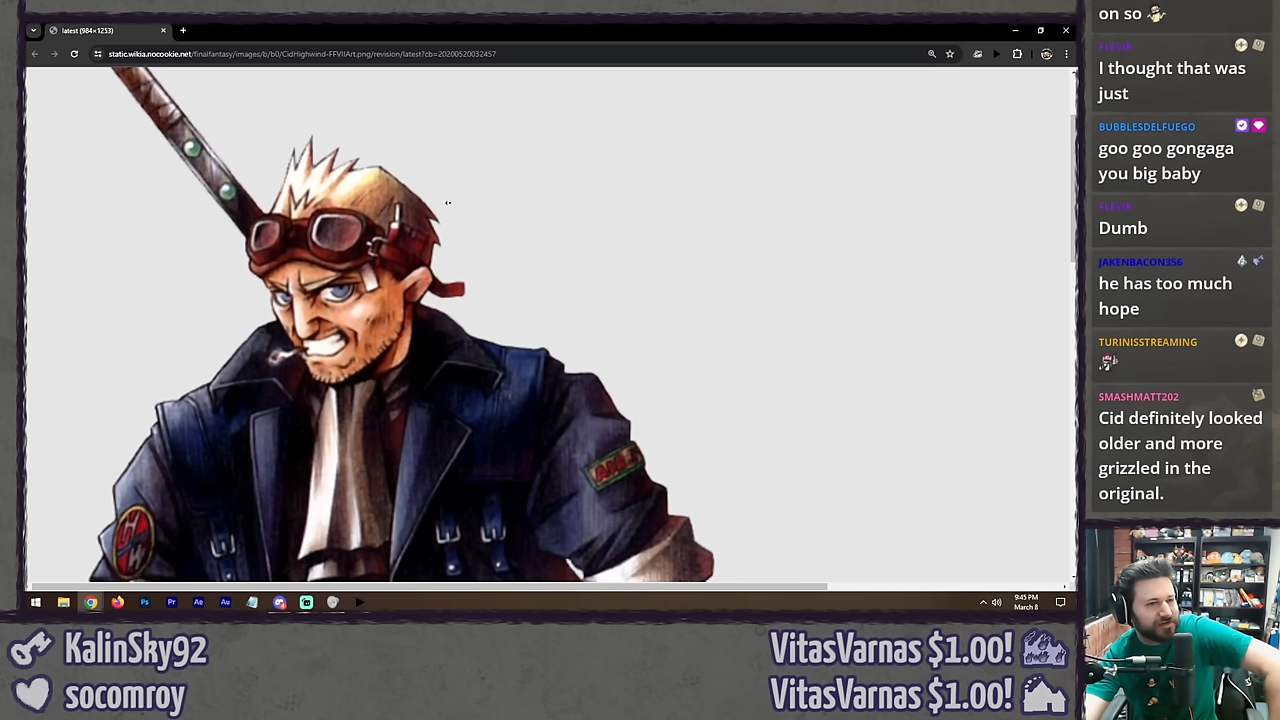 latest (984×1253)
static.wikia.nocookie.net/finalfantasy/images/b/b0/CidHighwind-FFVIIArt.png/revision/latest?cb=20200520032457
H
W
9:45 PM
March 8
on so
FLEVIR
I thought that was
just
BUBBLESDELFUEGO
goo goo gongaga
you big baby
FLEVIR
Dumb
JAKENBACON356
he has too much
hope
TURINISSTREAMING
SMASHMATT202
Cid definitely looked
older and more
grizzled in the
original.
KalinSky92
socomroy
VitasVarnas $1.00!
VitasVarnas $1.00!